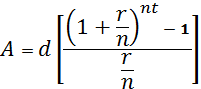 A = d [ ( (1 + r/n)^{nt} - 1 ) / ( r/n ) ]